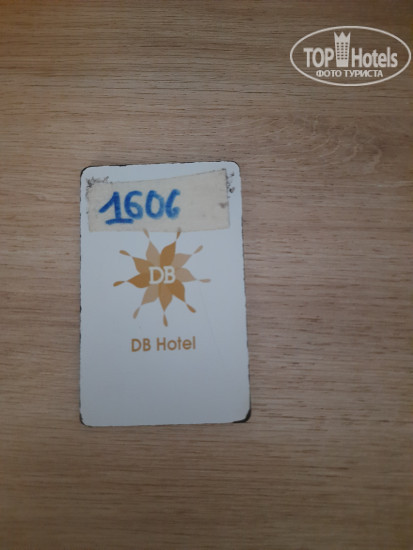 TOP Hotels
ФОТО ТУРИСТА
1606
DB
DB Hotel